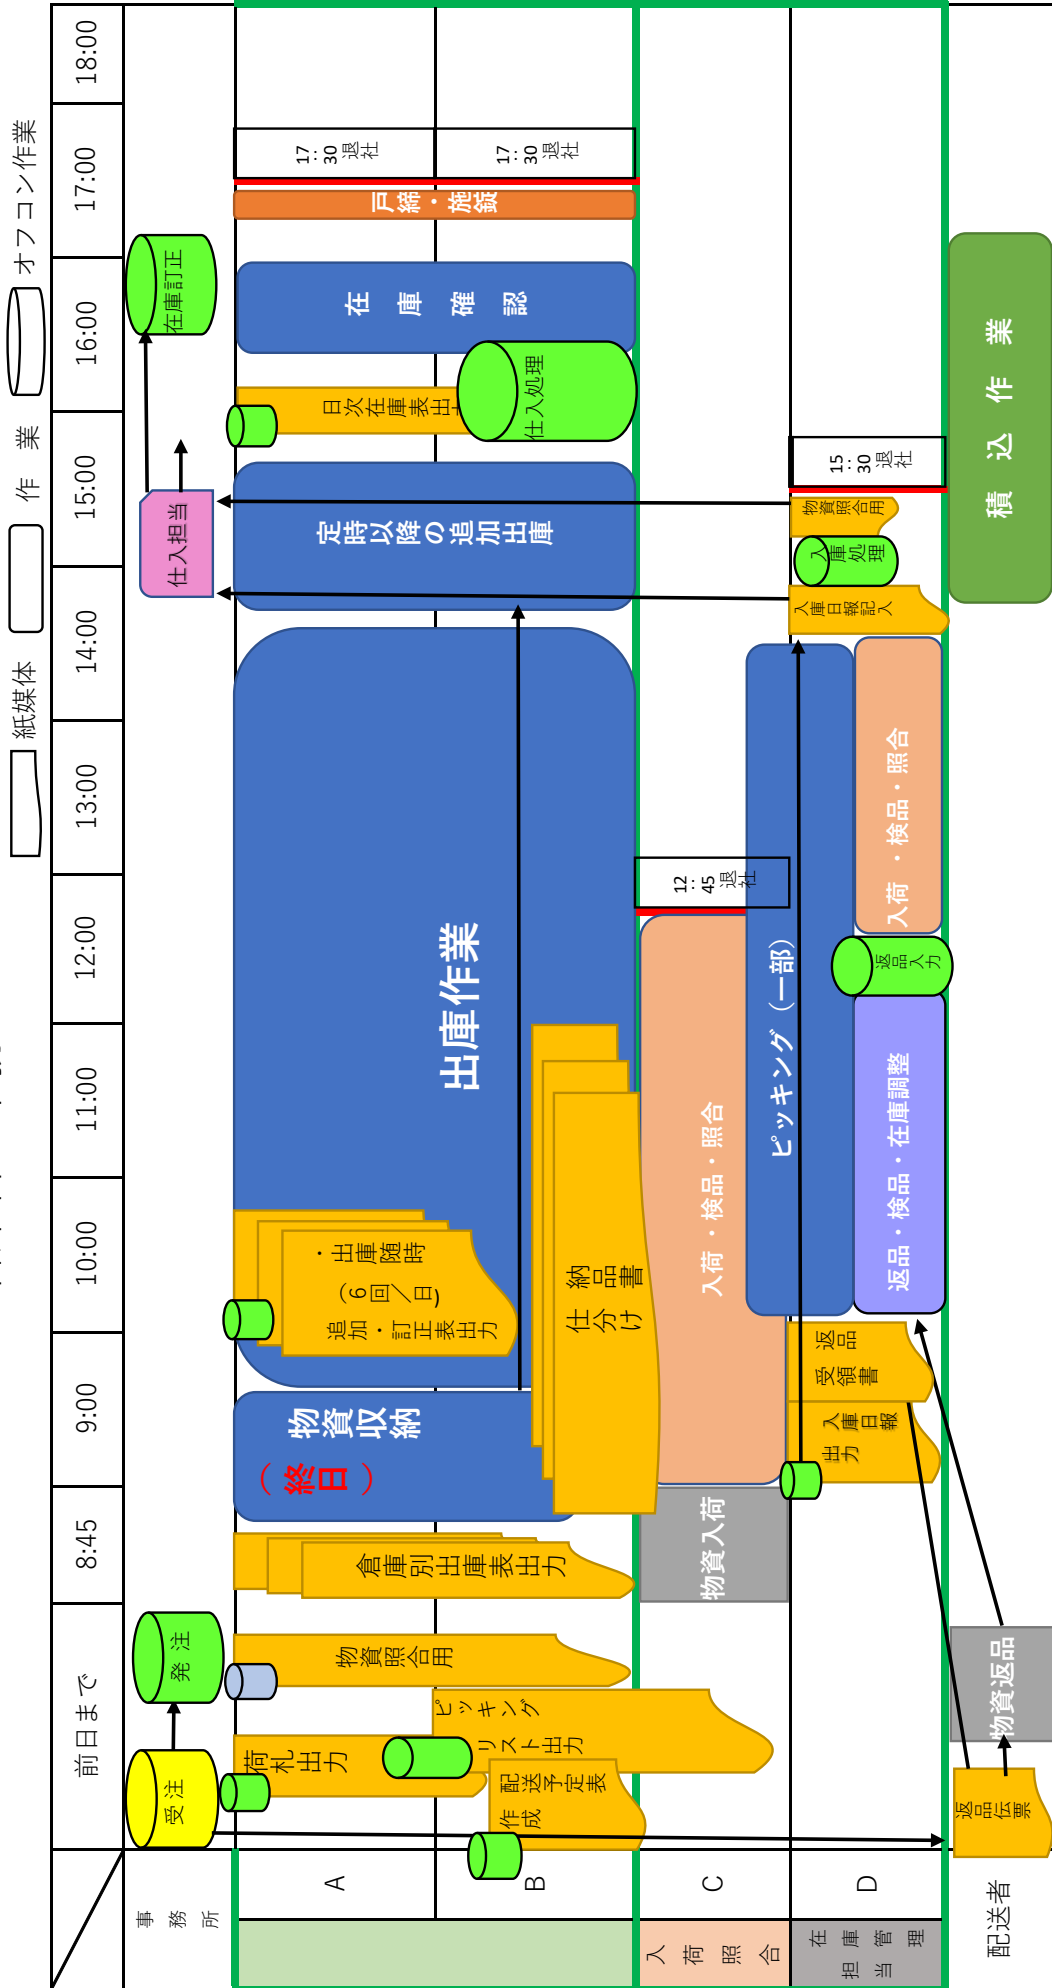 紙媒体
作　業
オフコン作業
前日まで
8:45
9:00
10:00
11:00
12:00
13:00
14:00
15:00
16:00
17:00
18:00
事務所
受注
発注
仕入担当
在庫訂正
A
B
荷札出力
ピッキング
リスト出力
配送予定表
作成
物資照合用
倉庫別出庫表出力
物資収納
（終日）
・出庫随時
（6回／日)
追加・訂正表出力
納品書
仕分け
出庫作業
定時以降の追加出庫
日次在庫表出
仕入処理
在庫確認
戸締・施錠
17:
30退
社
17:
30退
社
入荷照合
C
物資入荷
入荷・検品・照合
12:
45退
社
在庫管理
担当
D
入庫日報
出力
返品
受領書
ピッキング（一部）
返品・検品・在庫調整
返品入力
入荷・検品・照合
入庫日報記入
入庫処理
物資照合用
15:
30退
社
配送者
返品伝票
物資返品
積込作業